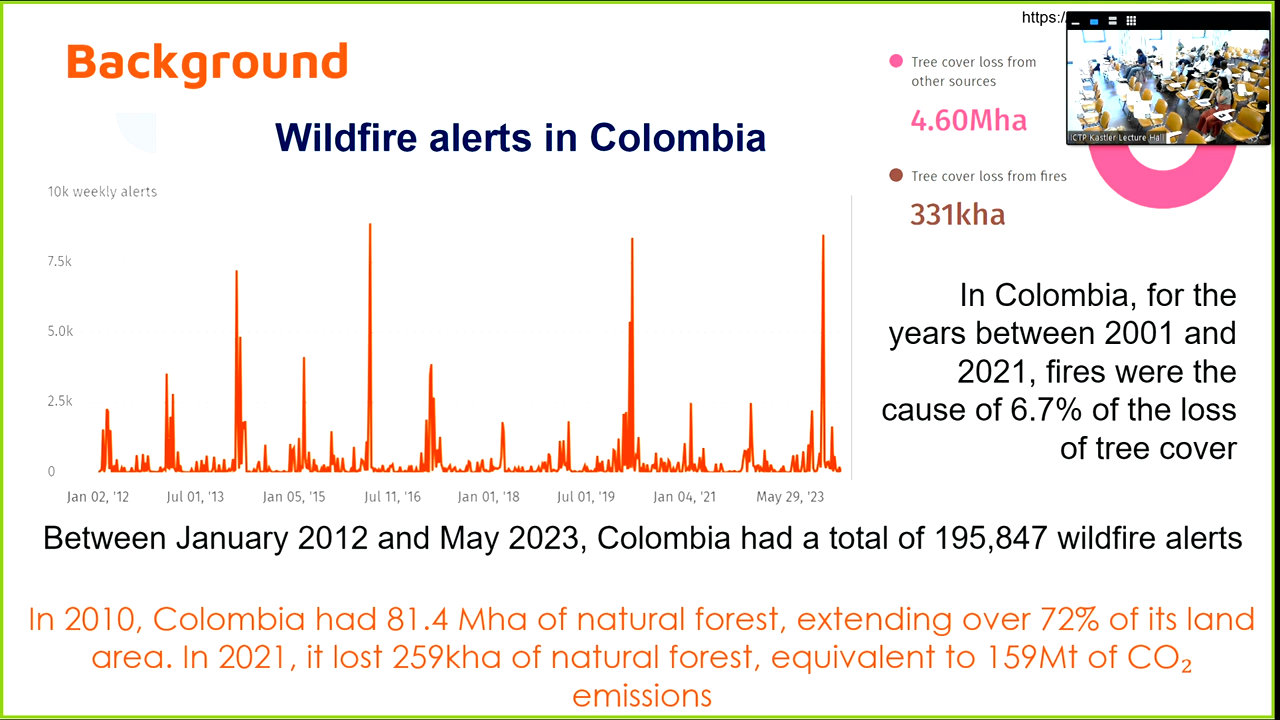 https:/
Background
Wildfire alerts in Colombia
10k weekly alerts
7.5k
5.0k
2.5k
0
Jan 02, '12
Jul 01, '13
Jan 05, '15
Jul 11, '16
Jan 01, '18
Jul 01, '19
Jan 04, '21
May 29, '23
Tree cover loss from
other sources
4.60Mha
Tree cover loss from fires
331kha
ICTP Kastler Lecture Hall
In Colombia, for the
years between 2001 and
2021, fires were the
cause of 6.7% of the loss
of tree cover
Between January 2012 and May 2023, Colombia had a total of 195,847 wildfire alerts
In 2010, Colombia had 81.4 Mha of natural forest, extending over 72% of its land
area. In 2021, it lost 259kha of natural forest, equivalent to 159Mt of CO₂
emissions